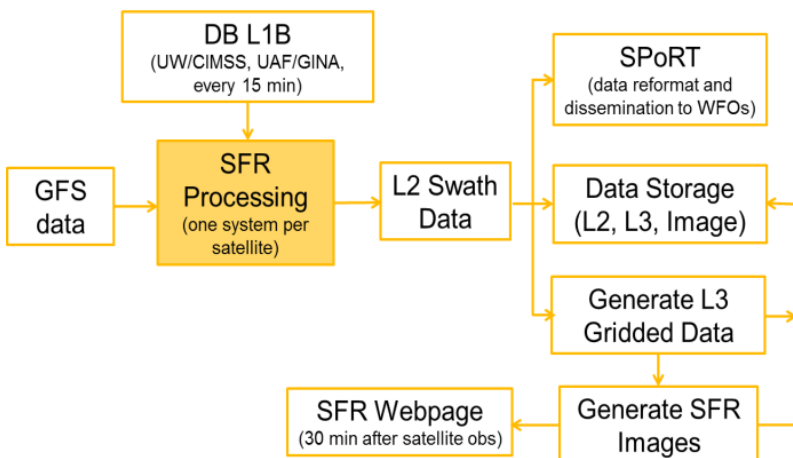 DB L1B
(UW/CIMSS, UAF/GINA,
every 15 min)
SPoRT
(data reformat and
dissemination to WFOs)
GFS
data
SFR
Processing
(one system per
satellite)
L2 Swath
Data
Data Storage
(L2, L3, Image)
Generate L3
Gridded Data
SFR Webpage
(30 min after satellite obs)
Generate SFR
Images